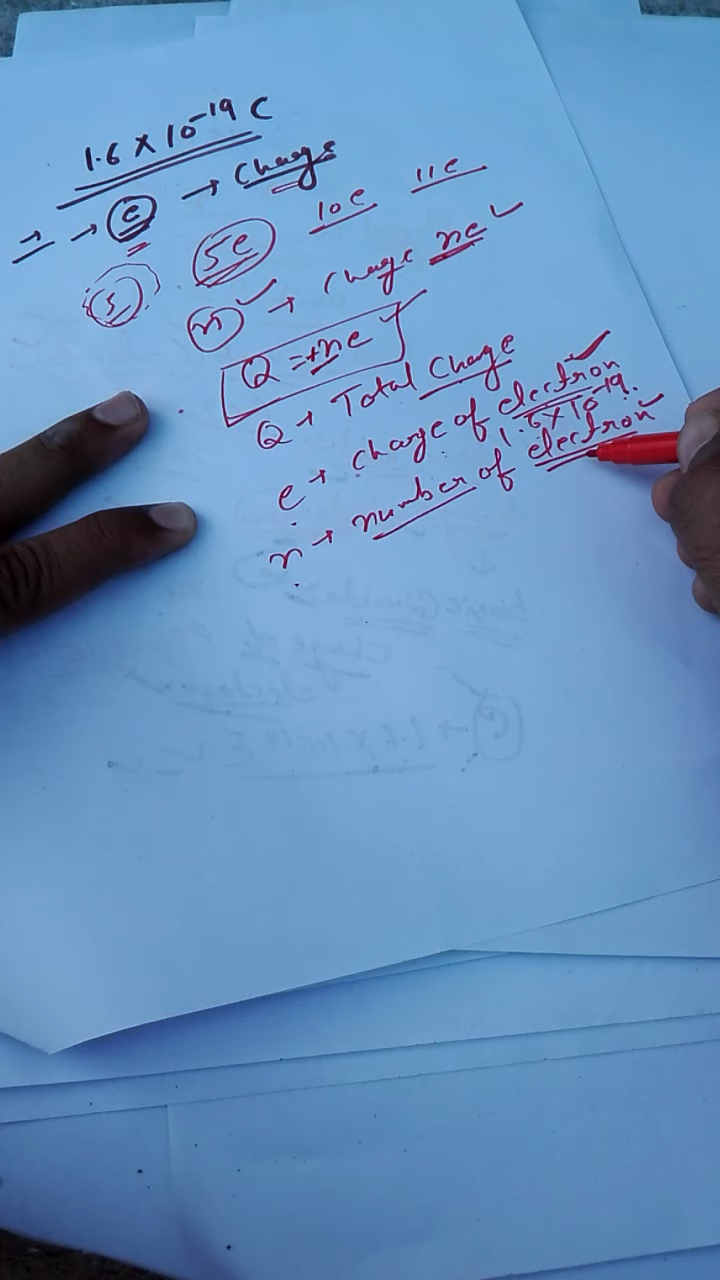 1.6 × 10⁻¹⁹ C
→ → e → Charge
5 5e 10e 11e
n ✓ → Charge ne ✓
Q = +ne
Q → Total Charge
e → Charge of electron
1.6×10⁻¹⁹.
n → number of electron